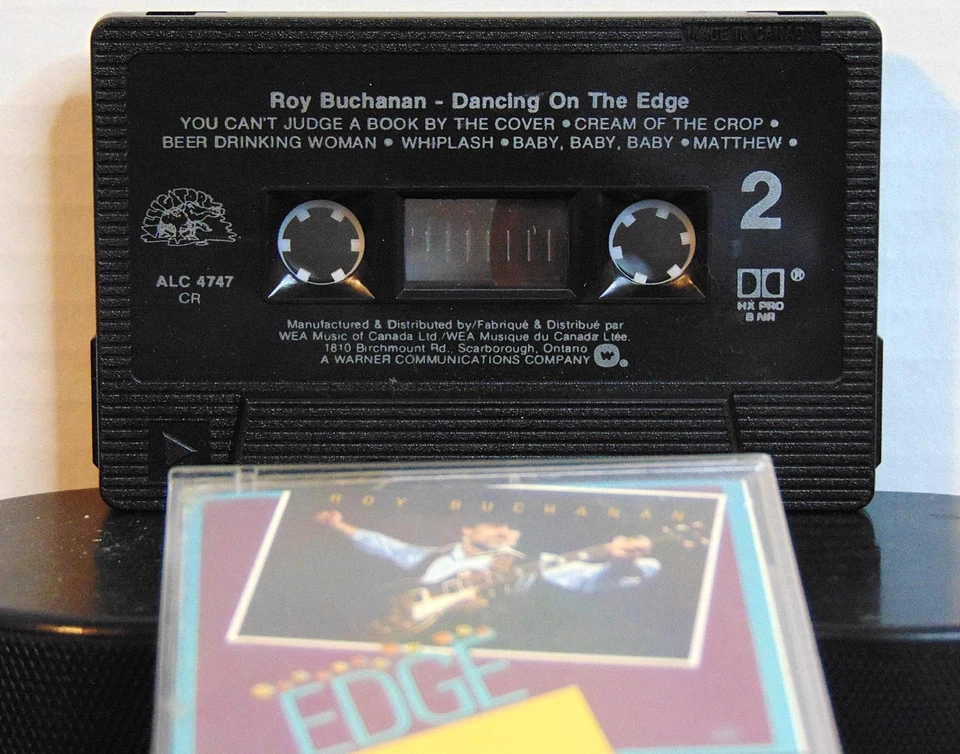 MADE IN CANADA
Roy Buchanan - Dancing On The Edge
YOU CAN'T JUDGE A BOOK BY THE COVER • CREAM OF THE CROP •
BEER DRINKING WOMAN • WHIPLASH • BABY, BABY, BABY • MATTHEW •
2
ALC 4747
CR
HX PRO
B NR
®
Manufactured & Distributed by/Fabriqué & Distribué par
WEA Music of Canada Ltd./WEA Musique du Canada Ltée.
1810 Birchmount Rd., Scarborough, Ontario
A WARNER COMMUNICATIONS COMPANY
ROY BUCHANAN
EDGE